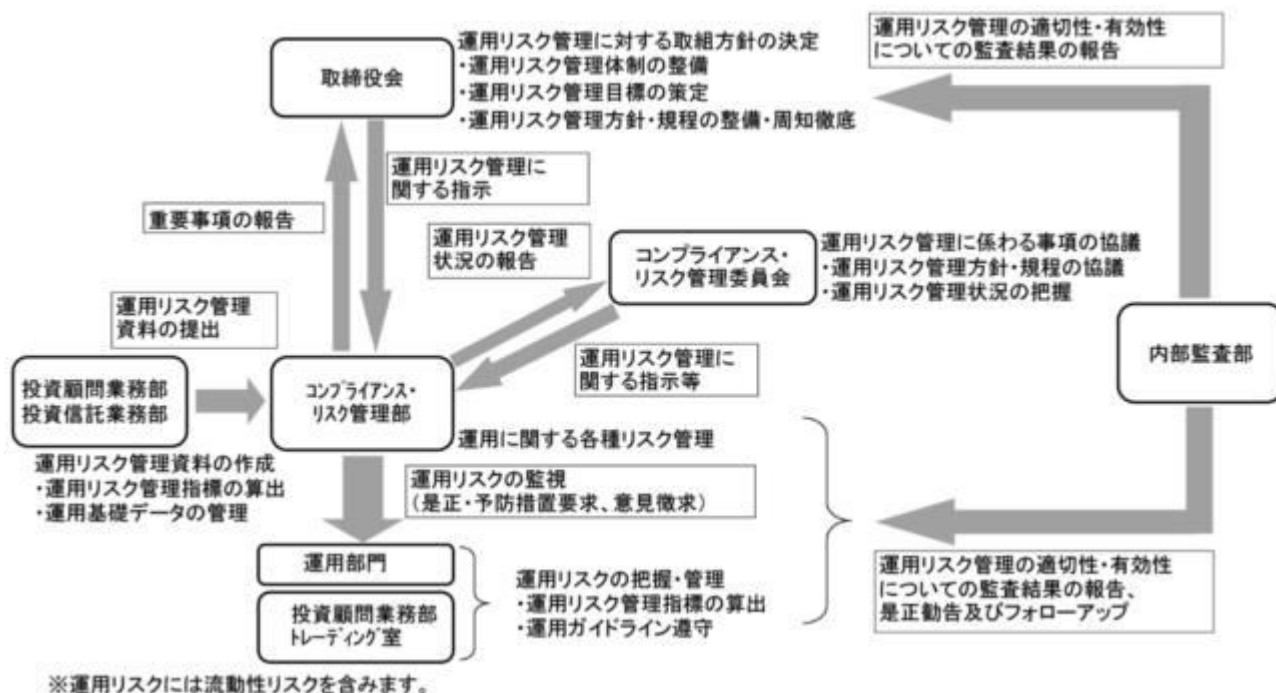 取締役会
運用リスク管理に対する取組方針の決定
・運用リスク管理体制の整備
・運用リスク管理目標の策定
・運用リスク管理方針・規程の整備・周知徹底
運用リスク管理の適切性・有効性
についての監査結果の報告
重要事項の報告
運用リスク管理に
関する指示
運用リスク管理
状況の報告
コンプライアンス・
リスク管理委員会
運用リスク管理に係わる事項の協議
・運用リスク管理方針・規程の協議
・運用リスク管理状況の把握
運用リスク管理
資料の提出
運用リスク管理に
関する指示等
内部監査部
投資顧問業務部
投資信託業務部
コンプライアンス・
リスク管理部
運用に関する各種リスク管理
運用リスク管理資料の作成
・運用リスク管理指標の算出
・運用基礎データの管理
運用リスクの監視
(是正・予防措置要求、意見徴求)
運用部門
投資顧問業務部
トレーディング室
運用リスクの把握・管理
・運用リスク管理指標の算出
・運用ガイドライン遵守
運用リスク管理の適切性・有効性
についての監査結果の報告、
是正勧告及びフォローアップ
※運用リスクには流動性リスクを含みます。